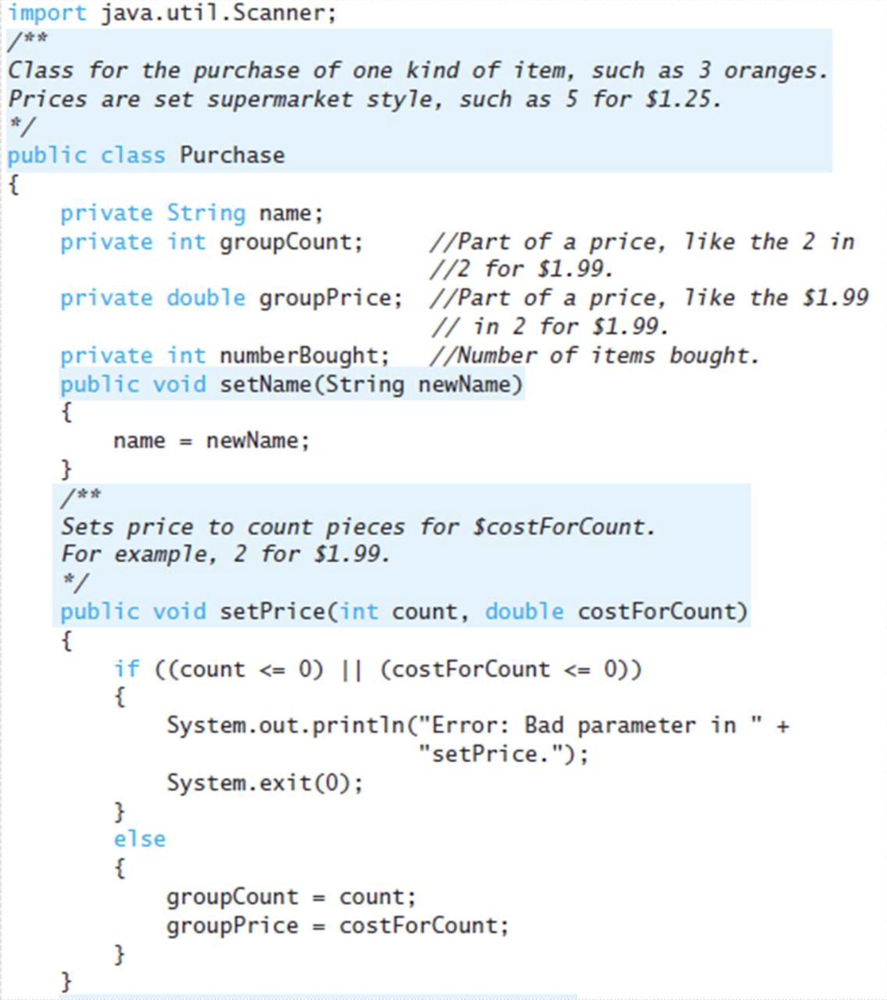 import java.util.Scanner;
/**
Class for the purchase of one kind of item, such as 3 oranges.
Prices are set supermarket style, such as 5 for $1.25.
*/
public class Purchase
{
    private String name;
    private int groupCount;     //Part of a price, like the 2 in
                                //2 for $1.99.
    private double groupPrice;  //Part of a price, like the $1.99
                                // in 2 for $1.99.
    private int numberBought;   //Number of items bought.
    public void setName(String newName)
    {
        name = newName;
    }
    /**
    Sets price to count pieces for $costForCount.
    For example, 2 for $1.99.
    */
    public void setPrice(int count, double costForCount)
    {
        if ((count <= 0) || (costForCount <= 0))
        {
            System.out.println("Error: Bad parameter in " +
                               "setPrice.");
            System.exit(0);
        }
        else
        {
            groupCount = count;
            groupPrice = costForCount;
        }
    }